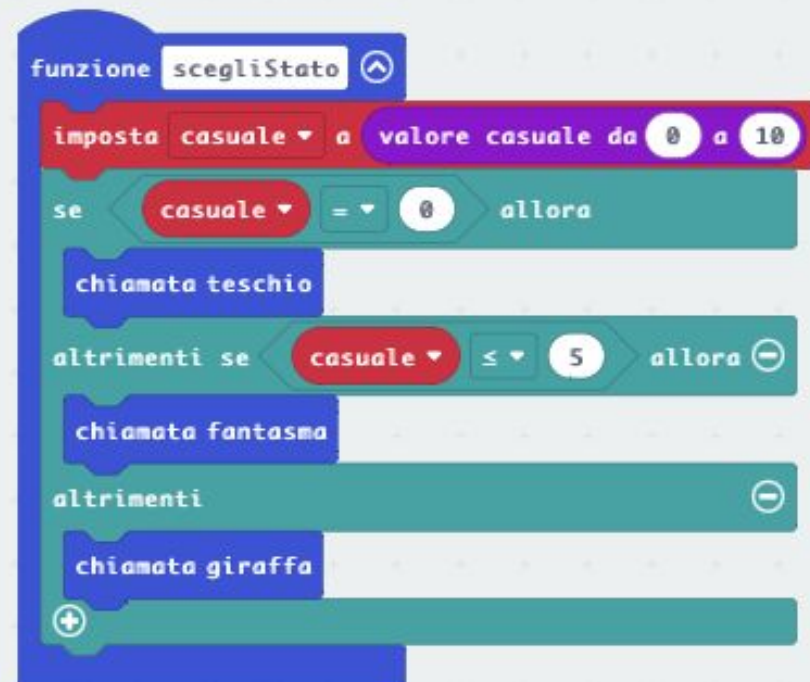 funzione scegliStato
imposta casuale a valore casuale da 0 a 10
se casuale = 0 allora
chiamata teschio
altrimenti se casuale ≤ 5 allora
chiamata fantasma
altrimenti
chiamata giraffa